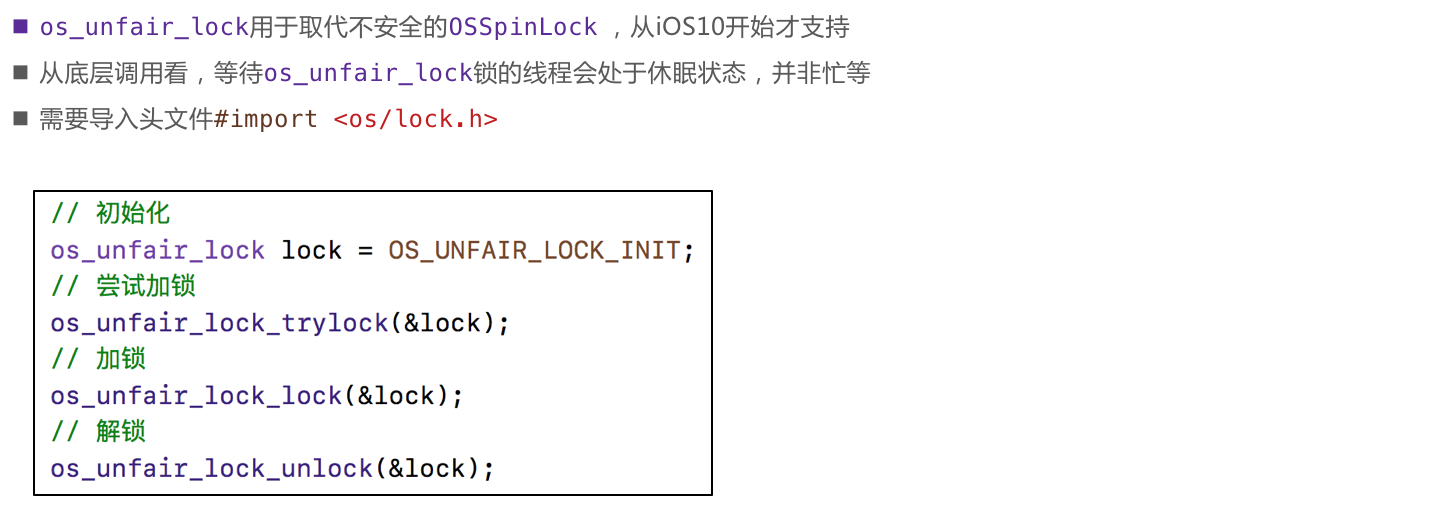 os_unfair_lock用于取代不安全的OSSpinLock ，从iOS10开始才支持
从底层调用看，等待os_unfair_lock锁的线程会处于休眠状态，并非忙等
需要导入头文件#import <os/lock.h>
// 初始化
os_unfair_lock lock = OS_UNFAIR_LOCK_INIT;
// 尝试加锁
os_unfair_lock_trylock(&lock);
// 加锁
os_unfair_lock_lock(&lock);
// 解锁
os_unfair_lock_unlock(&lock);